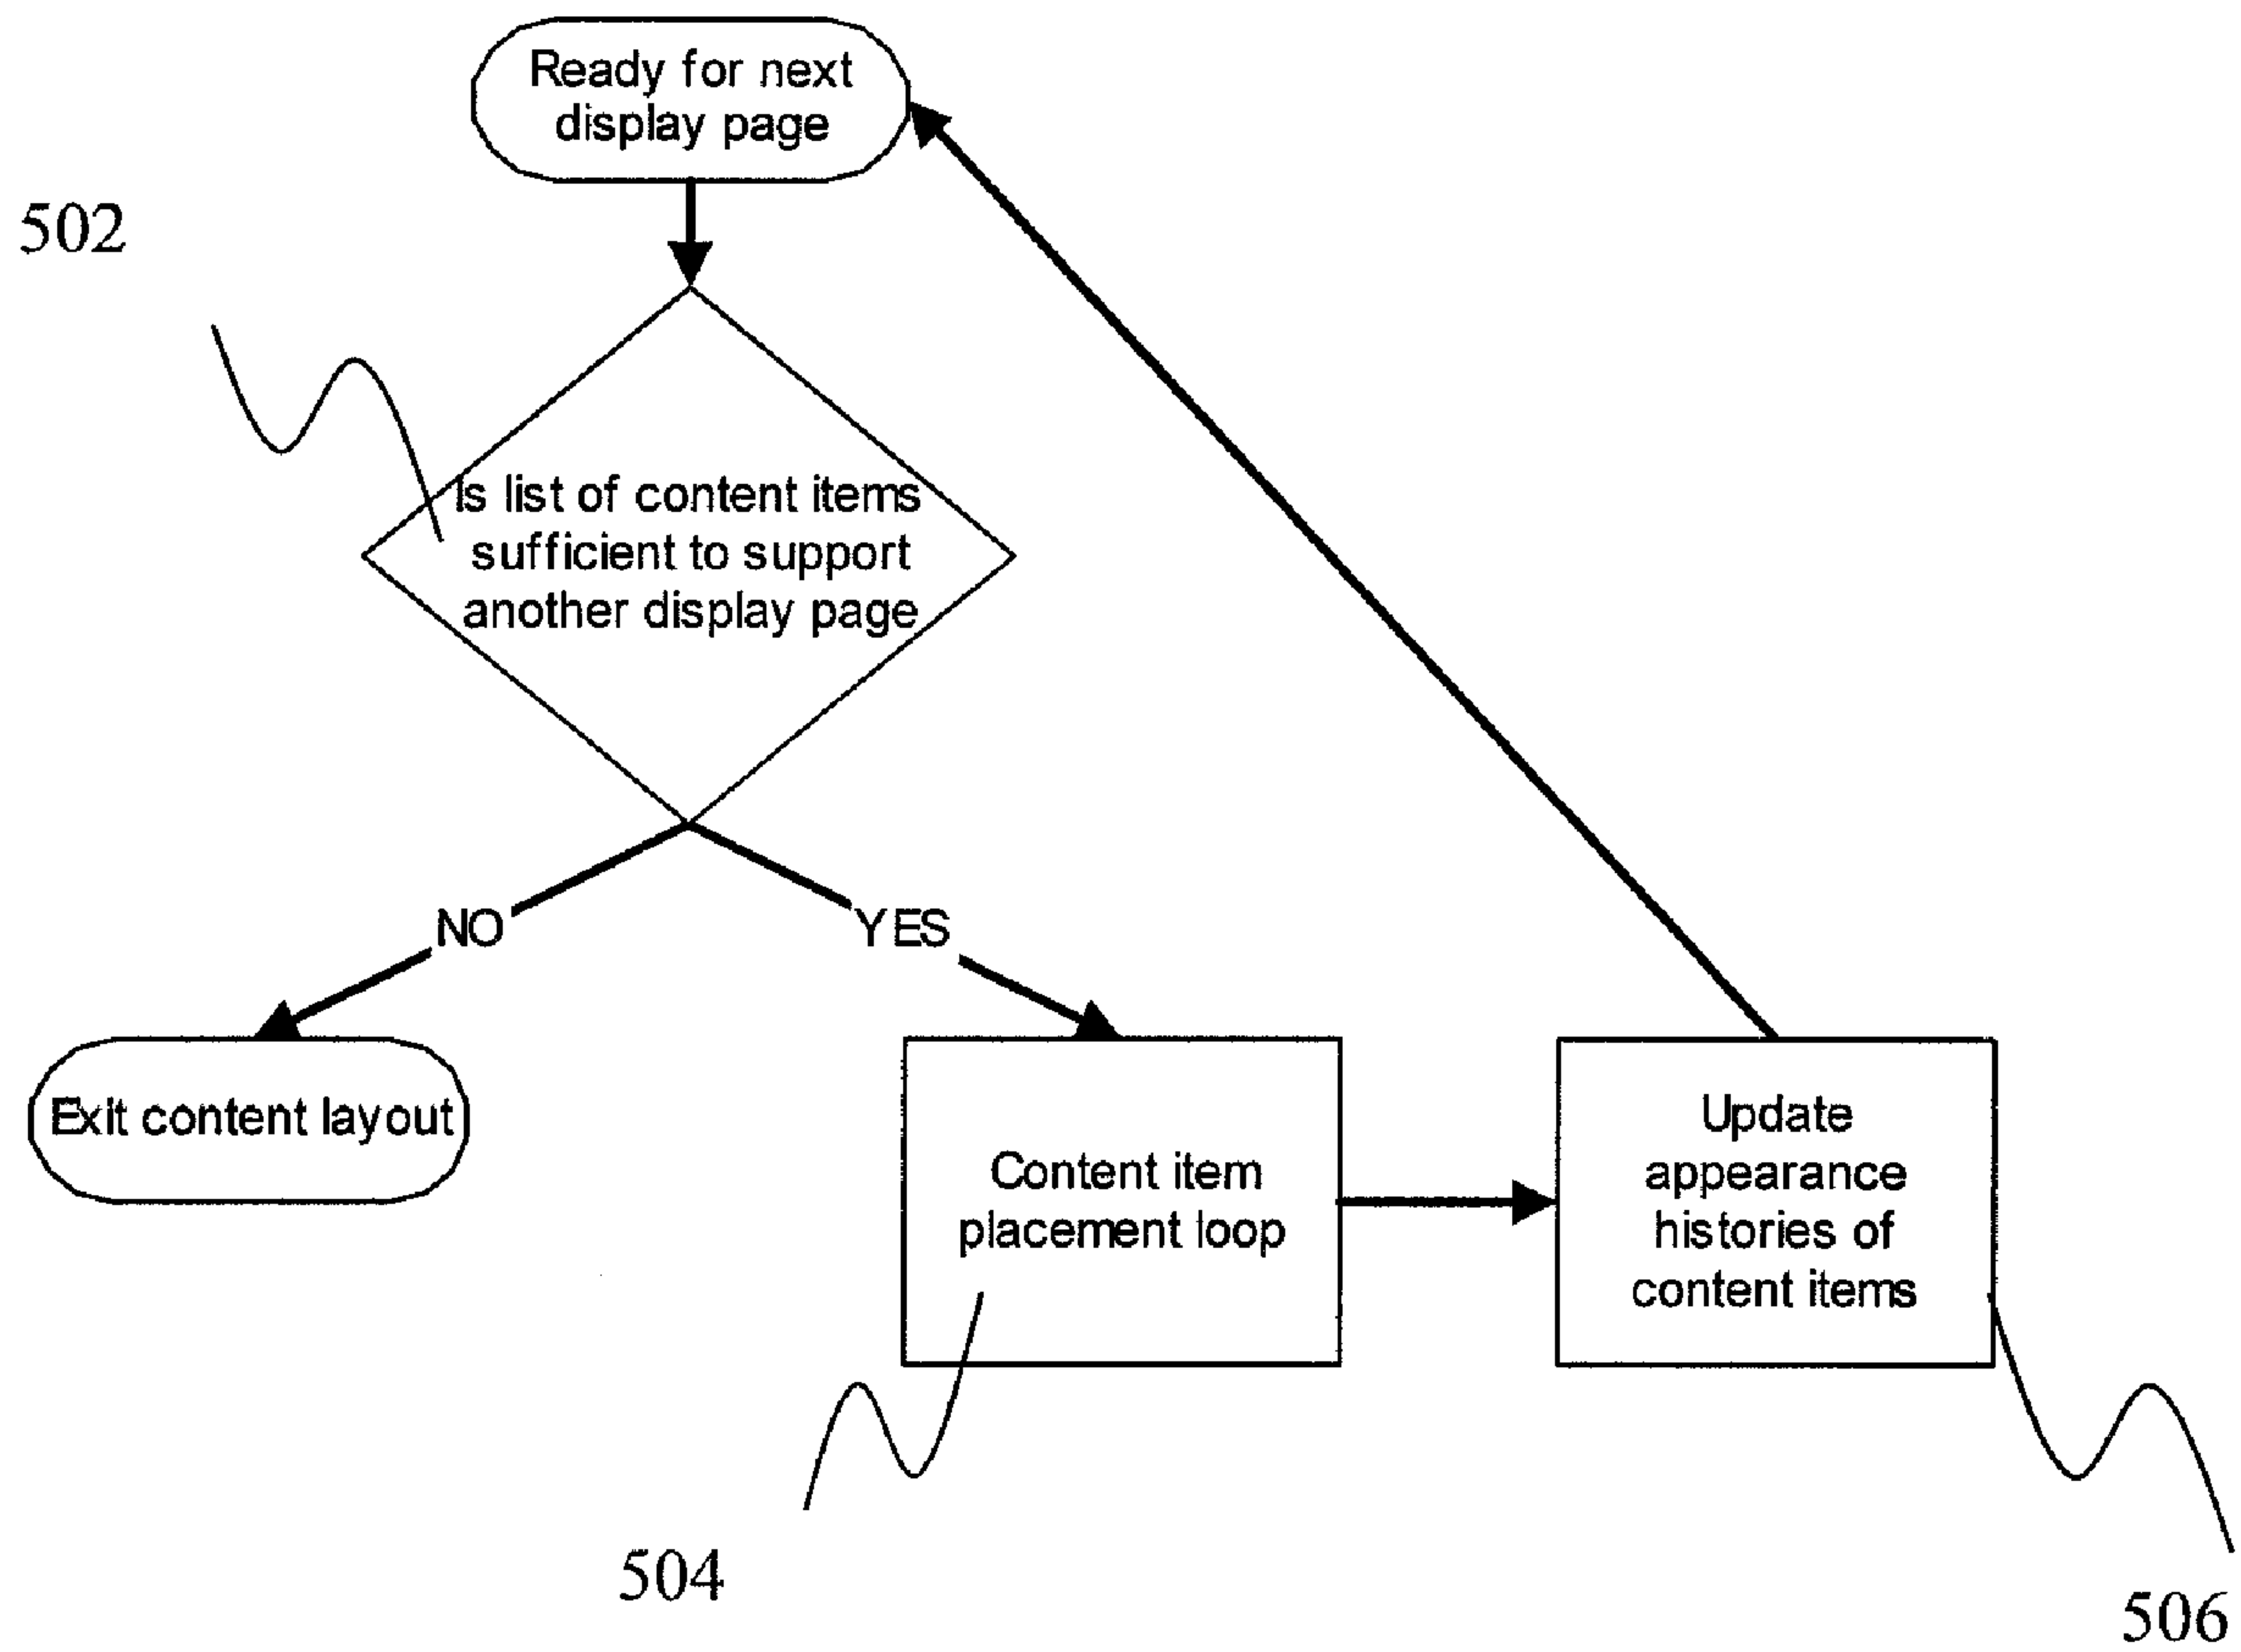 Ready for next
display page
502
Is list of content items
sufficient to support
another display page
NO
YES
Exit content layout
Content item
placement loop
Update
appearance
histories of
content items
504
506